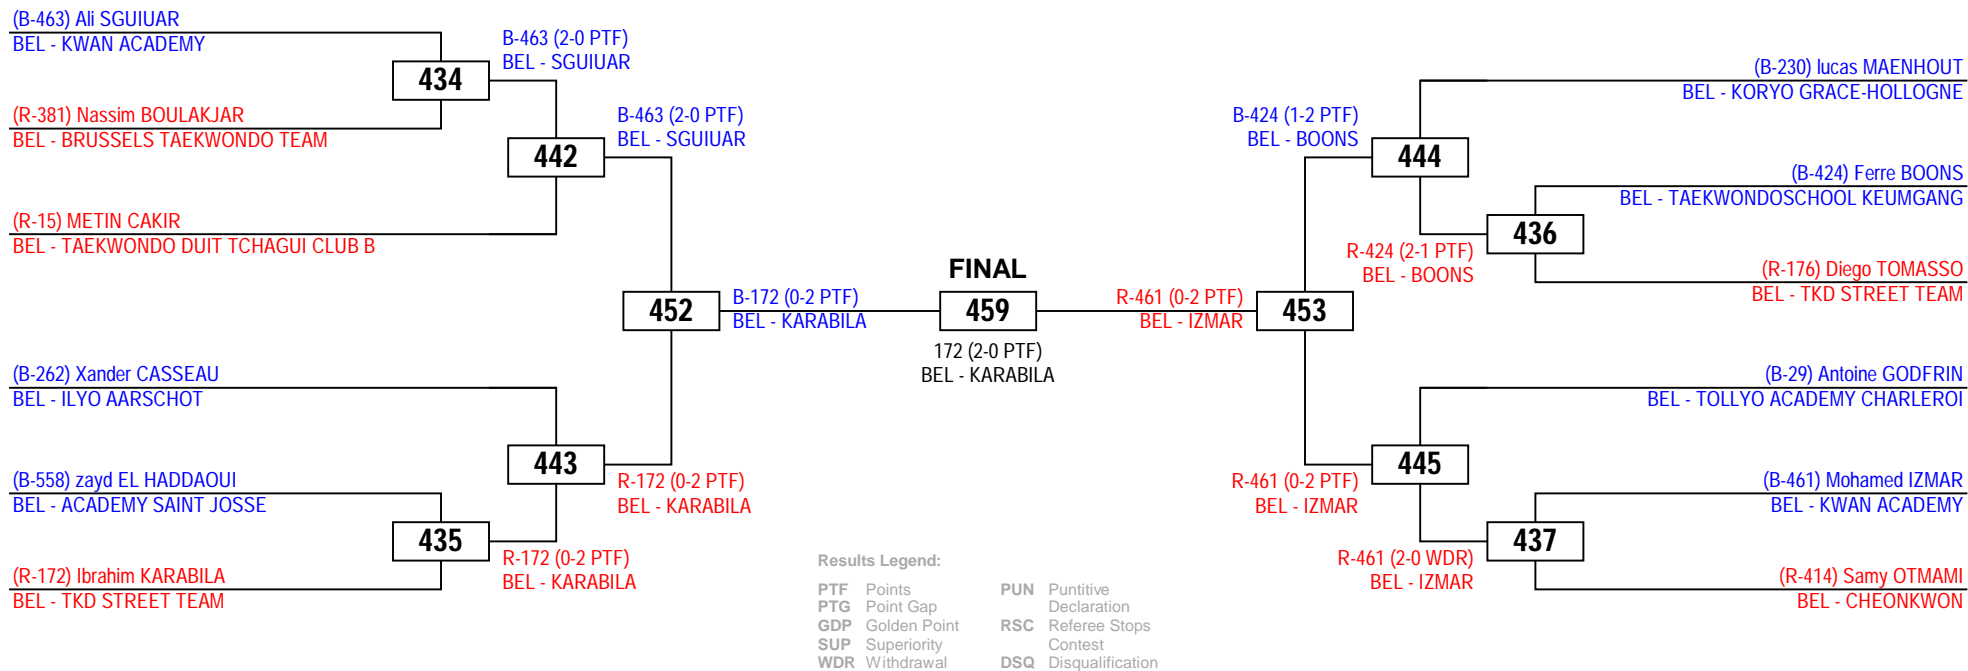 (B-463) Ali SGUIUAR
BEL - KWAN ACADEMY
B-463 (2-0 PTF)
BEL - SGUIUAR
434
(R-381) Nassim BOULAKJAR
BEL - BRUSSELS TAEKWONDO TEAM
B-463 (2-0 PTF)
BEL - SGUIUAR
442
(R-15) METIN CAKIR
BEL - TAEKWONDO DUIT TCHAGUI CLUB B
452
B-172 (0-2 PTF)
BEL - KARABILA
(B-262) Xander CASSEAU
BEL - ILYO AARSCHOT
443
R-172 (0-2 PTF)
BEL - KARABILA
(B-558) zayd EL HADDAOUI
BEL - ACADEMY SAINT JOSSE
435
R-172 (0-2 PTF)
BEL - KARABILA
(R-172) Ibrahim KARABILA
BEL - TKD STREET TEAM
FINAL
459
172 (2-0 PTF)
BEL - KARABILA
(B-230) lucas MAENHOUT
BEL - KORYO GRACE-HOLLOGNE
B-424 (1-2 PTF)
BEL - BOONS
444
(B-424) Ferre BOONS
BEL - TAEKWONDOSCHOOL KEUMGANG
436
R-424 (2-1 PTF)
BEL - BOONS
(R-176) Diego TOMASSO
BEL - TKD STREET TEAM
R-461 (0-2 PTF)
BEL - IZMAR
453
(B-29) Antoine GODFRIN
BEL - TOLLYO ACADEMY CHARLEROI
445
R-461 (0-2 PTF)
BEL - IZMAR
(B-461) Mohamed IZMAR
BEL - KWAN ACADEMY
437
R-461 (2-0 WDR)
BEL - IZMAR
(R-414) Samy OTMAMI
BEL - CHEONKWON
Results Legend:
PTF Points
PTG Point Gap
GDP Golden Point
SUP Superiority
WDR Withdrawal
PUN Puntitive
Declaration
RSC Referee Stops
Contest
DSQ Disqualification